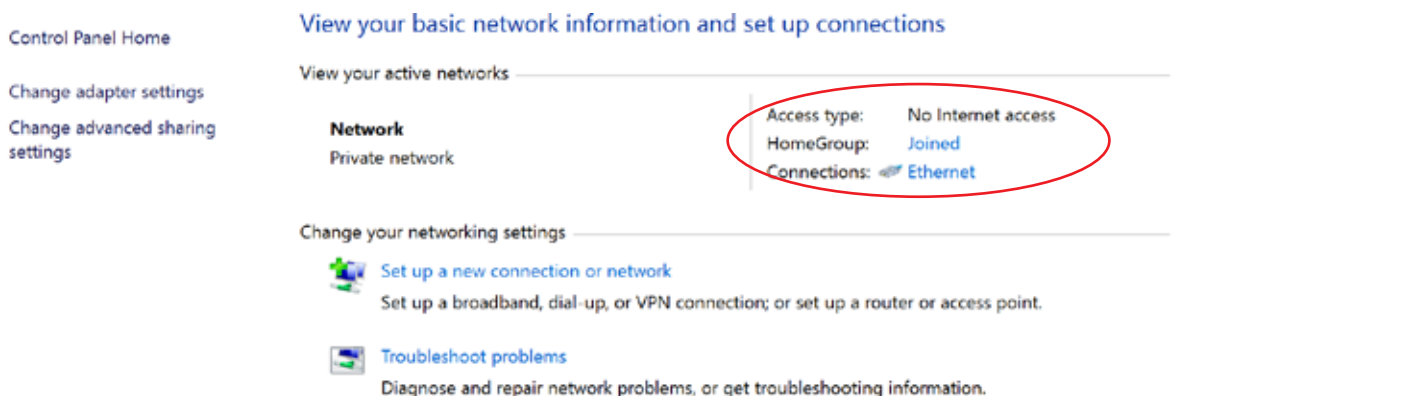 Control Panel Home
Change adapter settings
Change advanced sharing
settings
View your basic network information and set up connections
View your active networks
Network
Private network
Access type: No Internet access
HomeGroup: Joined
Connections: Ethernet
Change your networking settings
Set up a new connection or network
Set up a broadband, dial-up, or VPN connection; or set up a router or access point.
Troubleshoot problems
Diagnose and repair network problems, or get troubleshooting information.